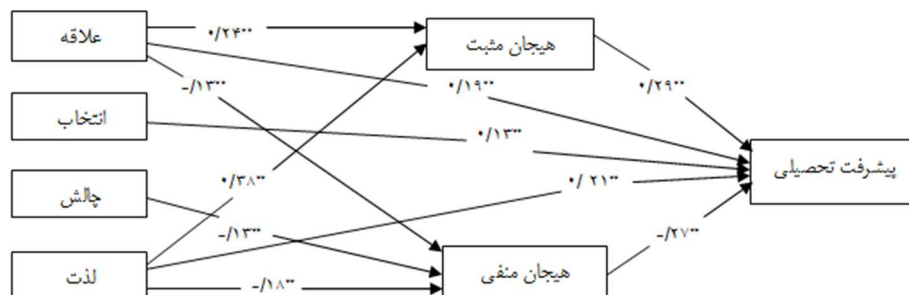 علاقه
۰/۲۴**
هیجان مثبت
-/۱۳**
۰/۱۹**
۰/۲۹**
انتخاب
۰/۱۳**
پیشرفت تحصیلی
چالش
۰/۳۸**
۰/۲۱**
-/۱۳**
-/۲۷**
لذت
-/۱۸**
هیجان منفی